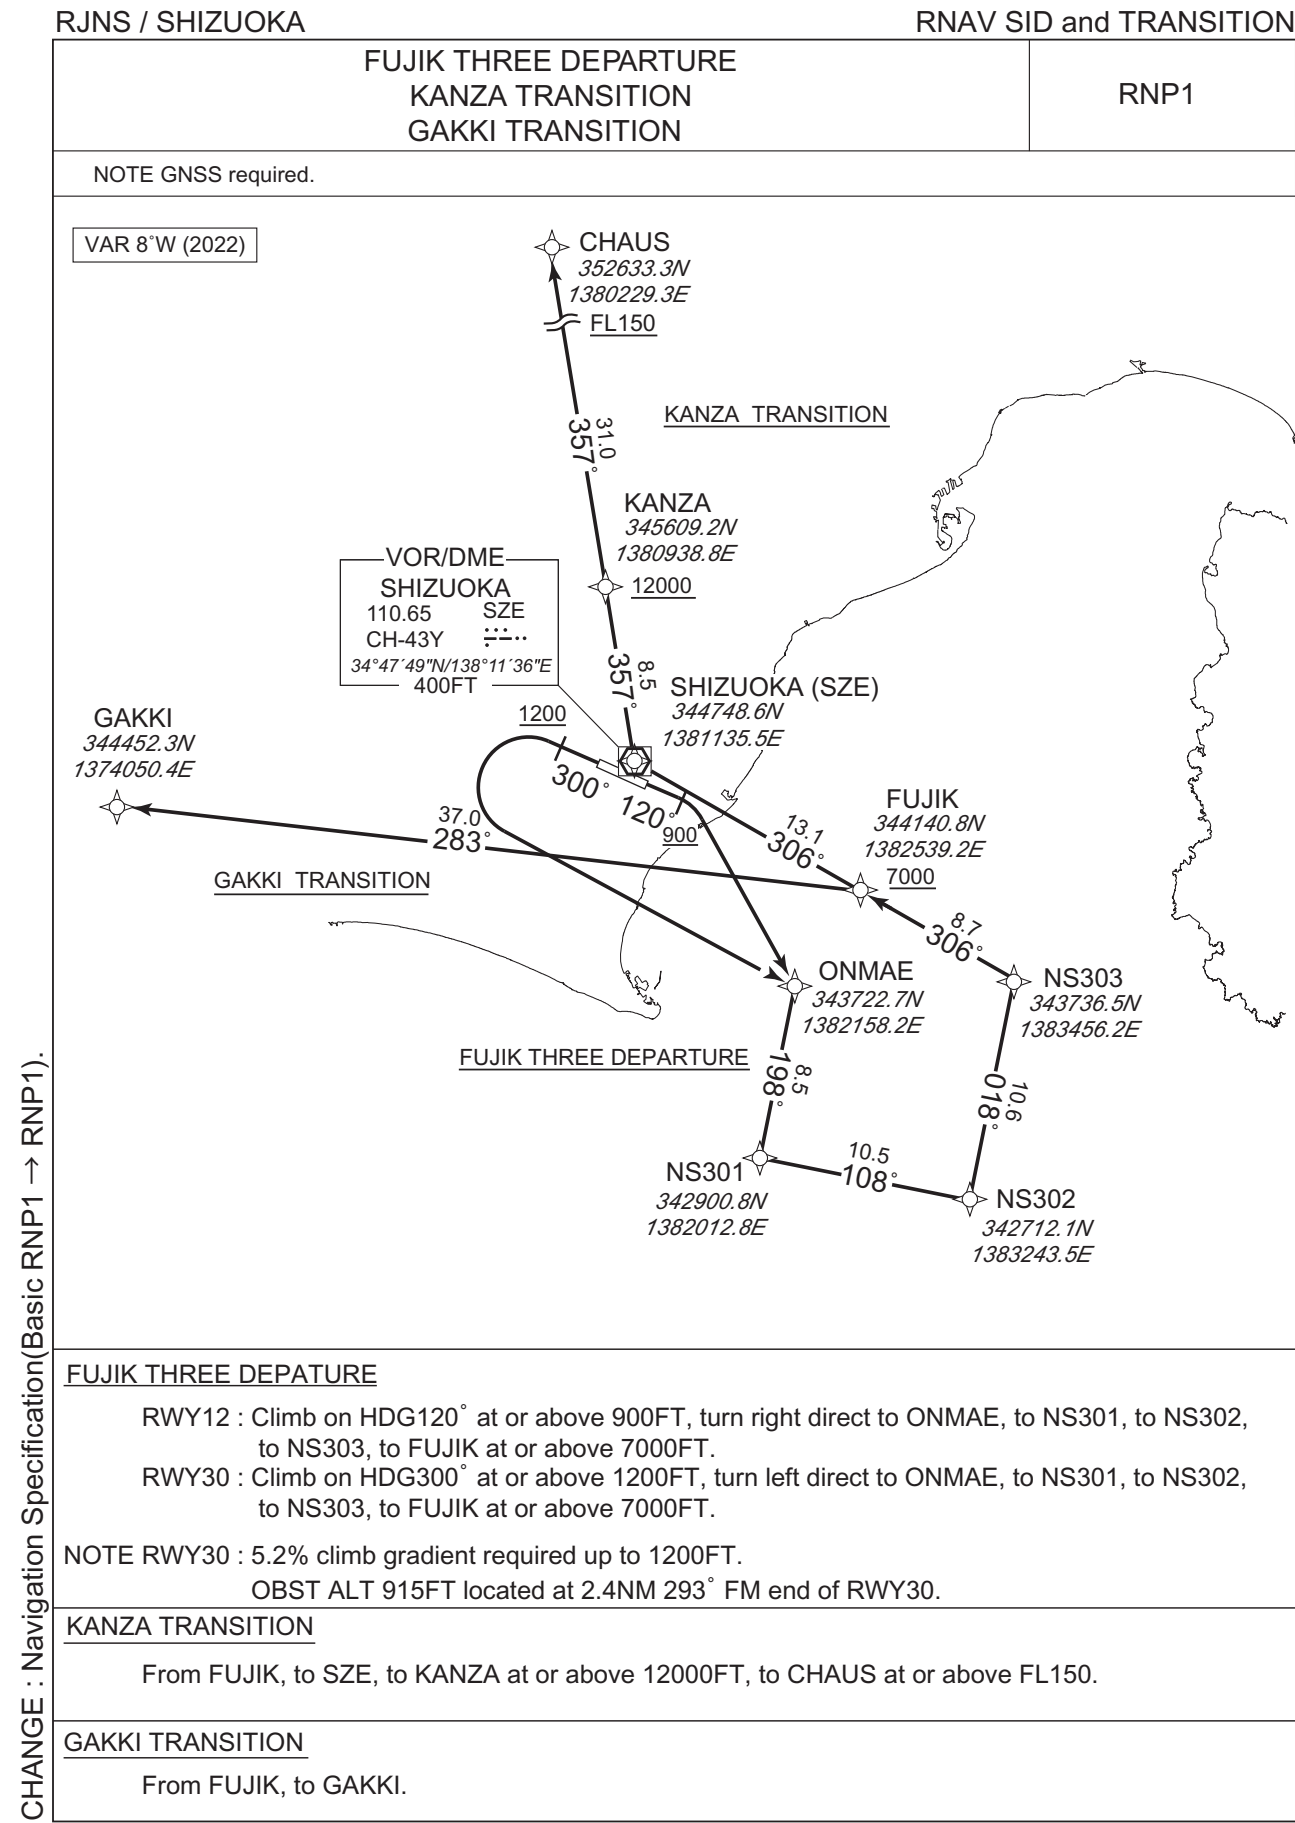 RJNS / SHIZUOKA
RNAV SID and TRANSITION
FUJIK THREE DEPARTURE
KANZA TRANSITION
GAKKI TRANSITION
RNP1
NOTE GNSS required.
VAR 8˚W (2022)
CHAUS
352633.3N
1380229.3E
FL150
31.0
357˚
KANZA TRANSITION
KANZA
345609.2N
1380938.8E
12000
VOR/DME
SHIZUOKA
110.65 SZE
CH-43Y
34°47´49"N/138°11´36"E
400FT
8.5
357˚
SHIZUOKA (SZE)
344748.6N
1381135.5E
1200
GAKKI
344452.3N
1374050.4E
300˚
120˚
900
37.0
283˚
13.1
306˚
FUJIK
344140.8N
1382539.2E
7000
GAKKI TRANSITION
8.7
306˚
ONMAE
343722.7N
1382158.2E
NS303
343736.5N
1383456.2E
FUJIK THREE DEPARTURE
8.5
198˚
10.6
018˚
10.5
108˚
NS301
342900.8N
1382012.8E
NS302
342712.1N
1383243.5E
FUJIK THREE DEPATURE
RWY12 : Climb on HDG120˚ at or above 900FT, turn right direct to ONMAE, to NS301, to NS302,
to NS303, to FUJIK at or above 7000FT.
RWY30 : Climb on HDG300˚ at or above 1200FT, turn left direct to ONMAE, to NS301, to NS302,
to NS303, to FUJIK at or above 7000FT.
NOTE RWY30 : 5.2% climb gradient required up to 1200FT.
OBST ALT 915FT located at 2.4NM 293˚ FM end of RWY30.
KANZA TRANSITION
From FUJIK, to SZE, to KANZA at or above 12000FT, to CHAUS at or above FL150.
GAKKI TRANSITION
From FUJIK, to GAKKI.
CHANGE : Navigation Specification(Basic RNP1 → RNP1).